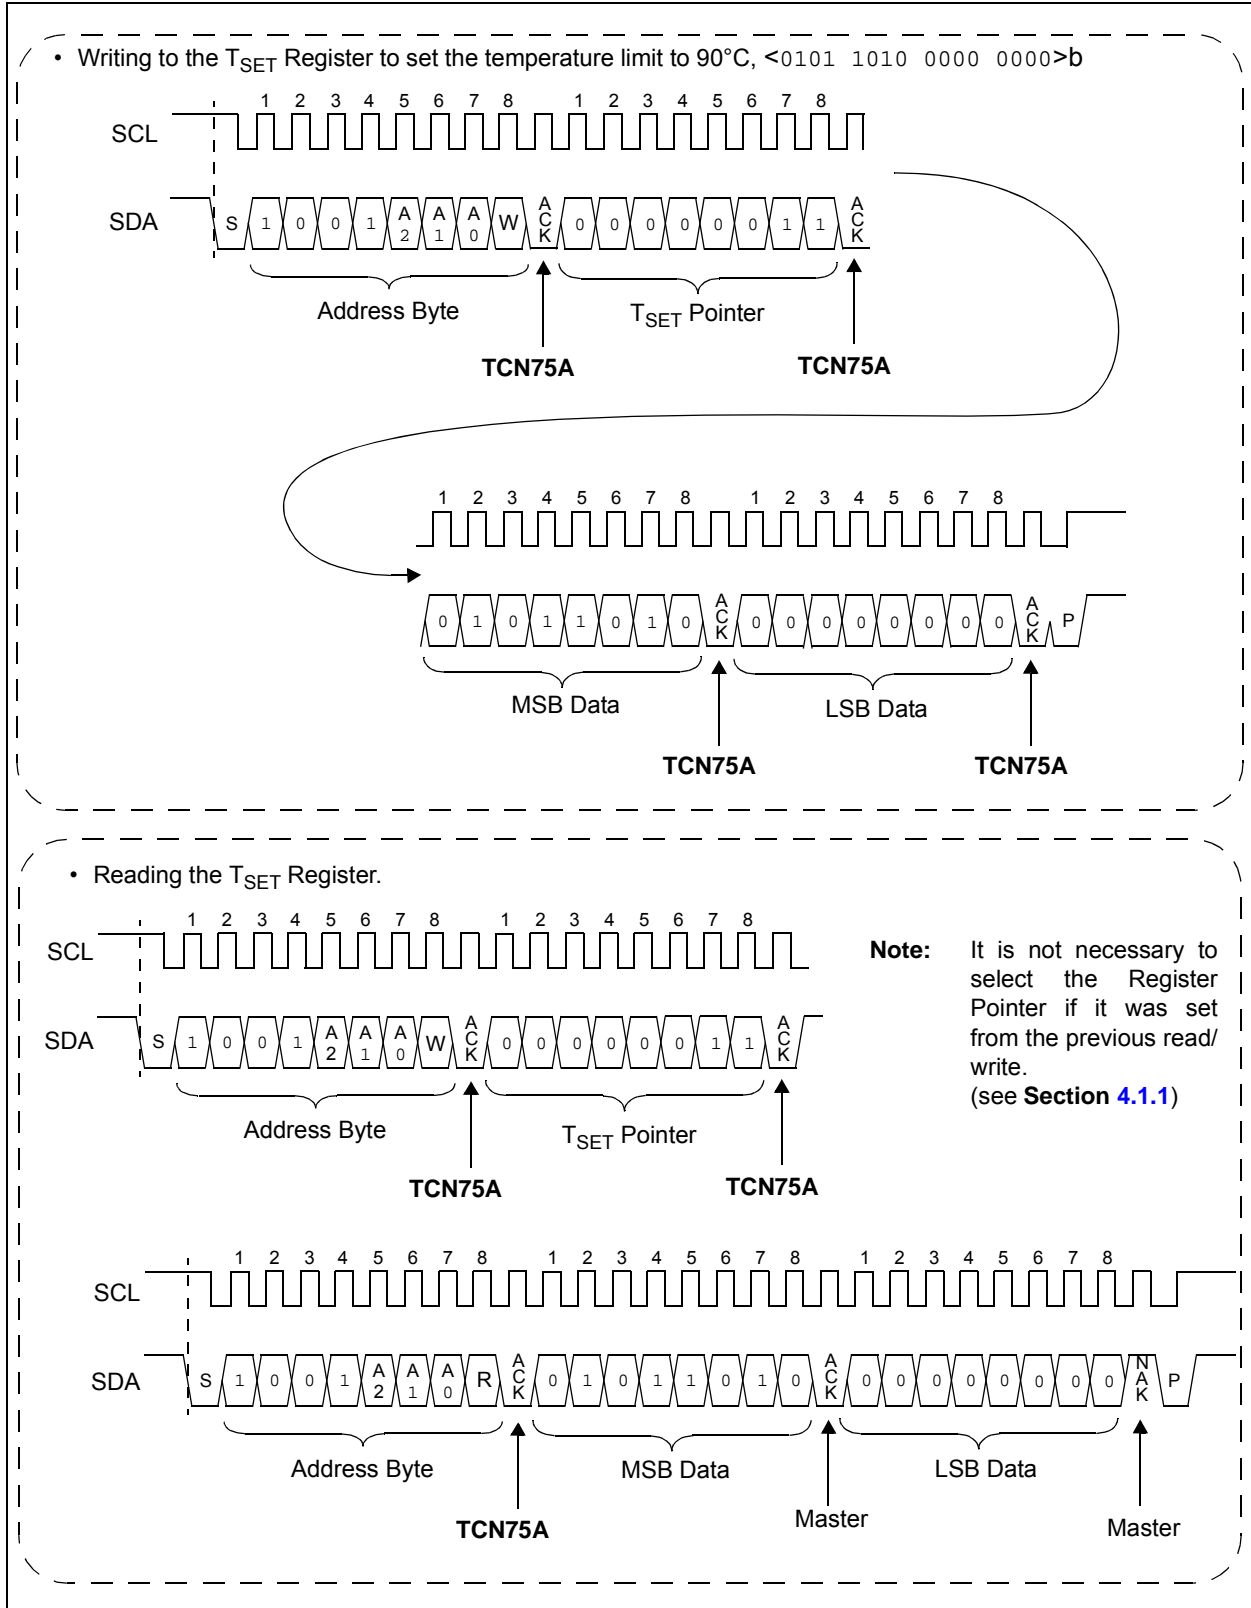 • Writing to the TSET Register to set the temperature limit to 90°C, <0101 1010 0000 0000>b
1 2 3 4 5 6 7 8 1 2 3 4 5 6 7 8
SCL
SDA S 1 0 0 1 A2 A1 A0 W ACK 0 0 0 0 0 0 1 1 ACK
Address Byte TSET Pointer
TCN75A TCN75A
1 2 3 4 5 6 7 8 1 2 3 4 5 6 7 8
0 1 0 1 1 0 1 0 ACK 0 0 0 0 0 0 0 0 ACK P
MSB Data LSB Data
TCN75A TCN75A
• Reading the TSET Register.
1 2 3 4 5 6 7 8 1 2 3 4 5 6 7 8
SCL
SDA S 1 0 0 1 A2 A1 A0 W ACK 0 0 0 0 0 0 1 1 ACK
Address Byte TSET Pointer
TCN75A TCN75A
Note: It is not necessary to
select the Register
Pointer if it was set
from the previous read/
write.
(see Section 4.1.1)
1 2 3 4 5 6 7 8 1 2 3 4 5 6 7 8 1 2 3 4 5 6 7 8
SCL
SDA S 1 0 0 1 A2 A1 A0 R ACK 0 1 0 1 1 0 1 0 ACK 0 0 0 0 0 0 0 0 NAK P
Address Byte MSB Data LSB Data
TCN75A Master Master